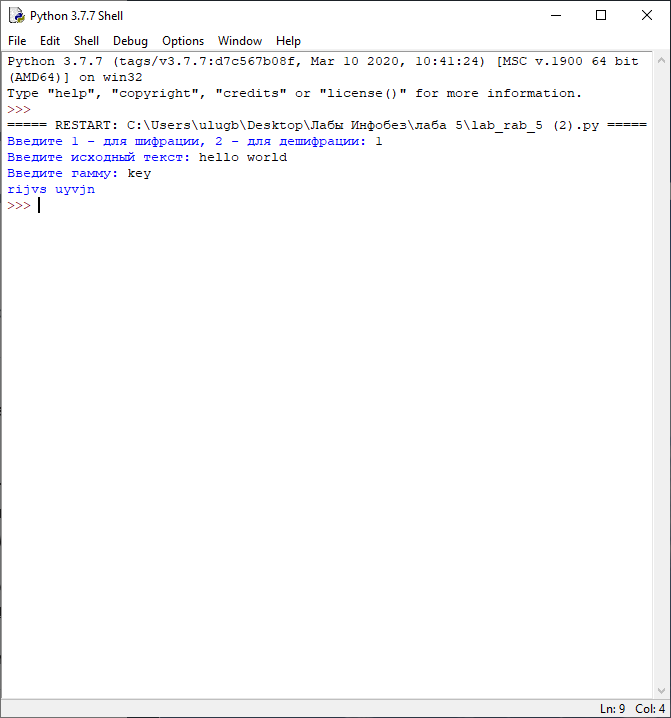 Python 3.7.7 Shell
File Edit Shell Debug Options Window Help
Python 3.7.7 (tags/v3.7.7:d7c567b08f, Mar 10 2020, 10:41:24) [MSC v.1900 64 bit
(AMD64)] on win32
Type "help", "copyright", "credits" or "license()" for more information.
>>>
===== RESTART: C:\Users\ulugb\Desktop\Лабы Инфобез\лаба 5\lab_rab_5 (2).py =====
Введите 1 - для шифрации, 2 - для дешифрации: 1
Введите исходный текст: hello world
Введите гамму: key
rijvs uyvjn
>>>
Ln: 9 Col: 4